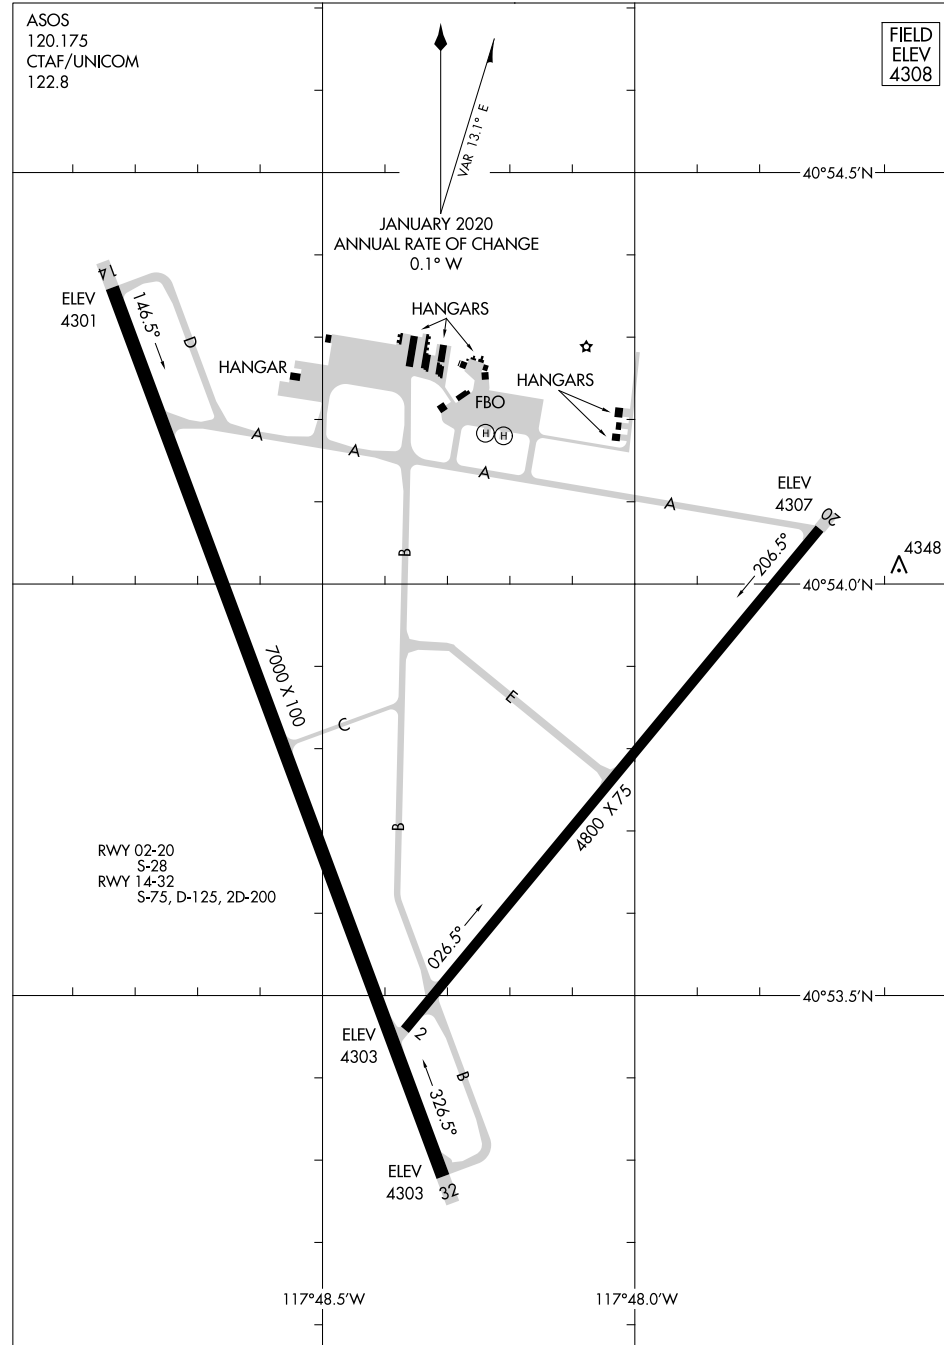 ASOS
120.175
CTAF/UNICOM
122.8
FIELD
ELEV
4308
VAR 13.1° E
40°54.5'N
JANUARY 2020
ANNUAL RATE OF CHANGE
0.1° W
14
ELEV
4301
146.5°
D
HANGARS
HANGAR
HANGARS
FBO
H H
A
A
A
A
ELEV
4307
20
206.5°
4348
40°54.0'N
B
7000 X 100
E
C
4800 X 75
B
RWY 02-20
S-28
RWY 14-32
S-75, D-125, 2D-200
026.5°
40°53.5'N
ELEV
4303
2
B
326.5°
ELEV
4303
32
117°48.5'W
117°48.0'W